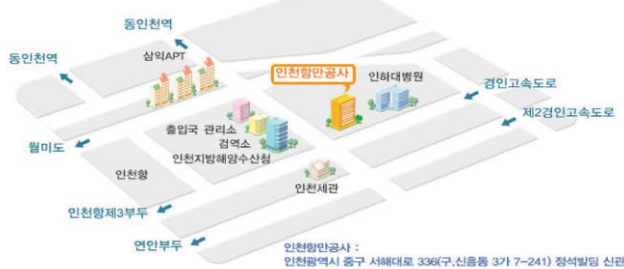 동인천역
동인천역
삼익APT
인천항만공사
인하대병원
경인고속도로
제2경인고속도로
출입국 관리소
검역소
인천지방해양수산청
월미도
인천항
인천세관
인천항제3부두
연안부두
인천항만공사 :
인천광역시 중구 서해대로 336(구,신흥동 3가 7-241) 정석빌딩 신관